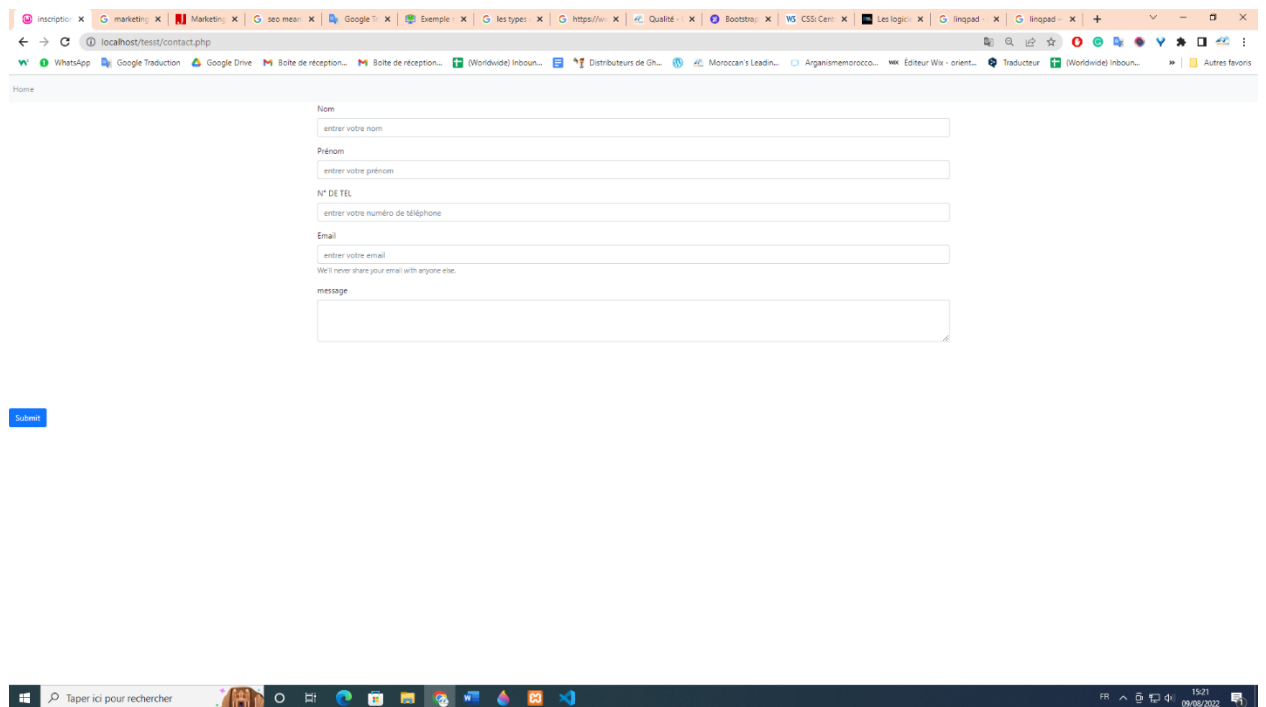 inscription G marketing Marketing seo mean Google Tr Exemple les types https://w Qualité - Bootstrap CSS: Cent Les logicie linqpad - linqpad -
localhost/tesst/contact.php
WhatsApp Google Traduction Google Drive Boite de réception... Boite de réception... (Worldwide) Inboun... Distributeurs de Gh... Moroccan's Leadin... Arganismemorocco... WIX Éditeur Wix - orient... Traducteur (Worldwide) Inboun... » Autres favoris
Home
Nom
entrer votre nom
Prénom
entrer votre prénom
N° DE TEL
entrer votre numéro de téléphone
Email
entrer votre email
We'll never share your email with anyone else.
message
Submit
Taper ici pour rechercher
FR
15:21
09/08/2022